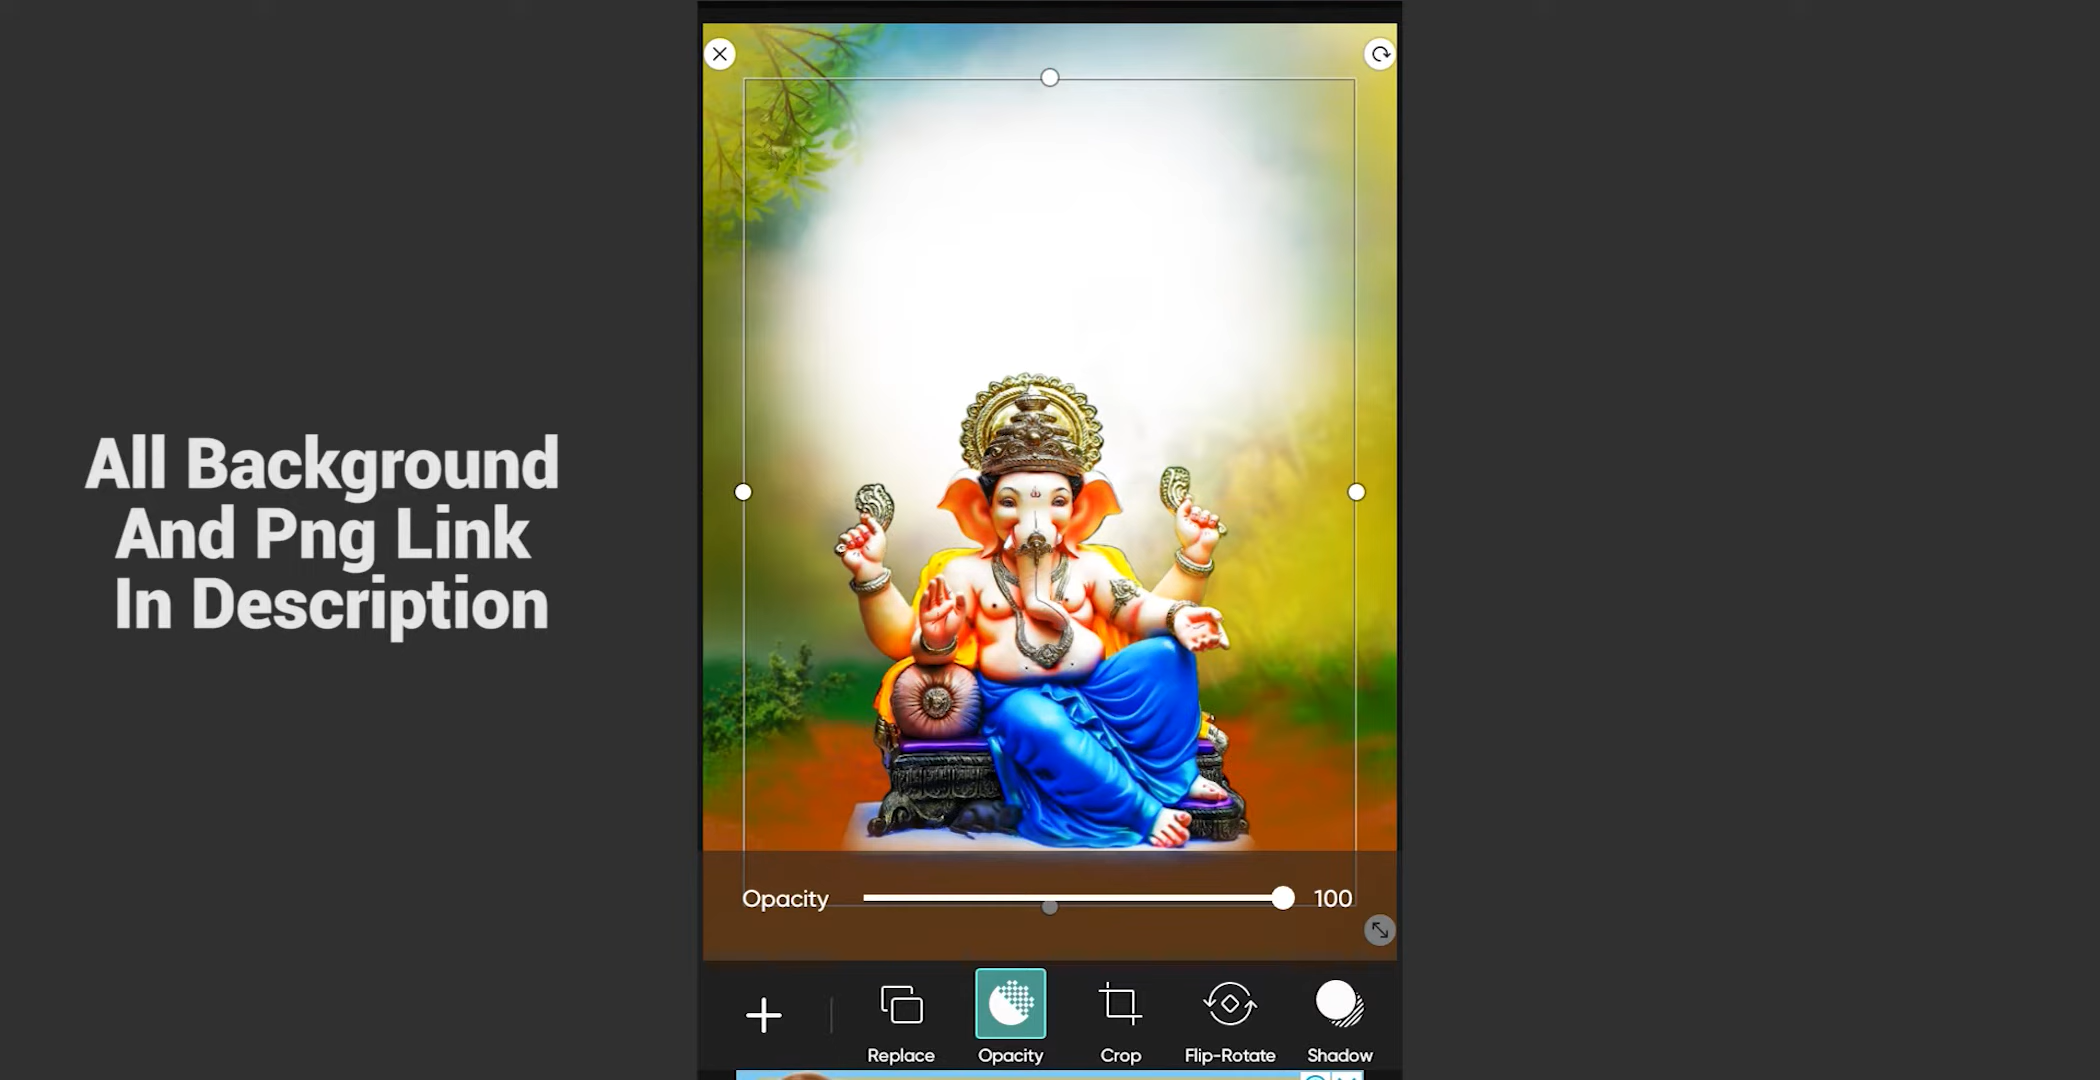 All Background
And Png Link
In Description
Opacity 100
Replace Opacity Crop Flip-Rotate Shadow